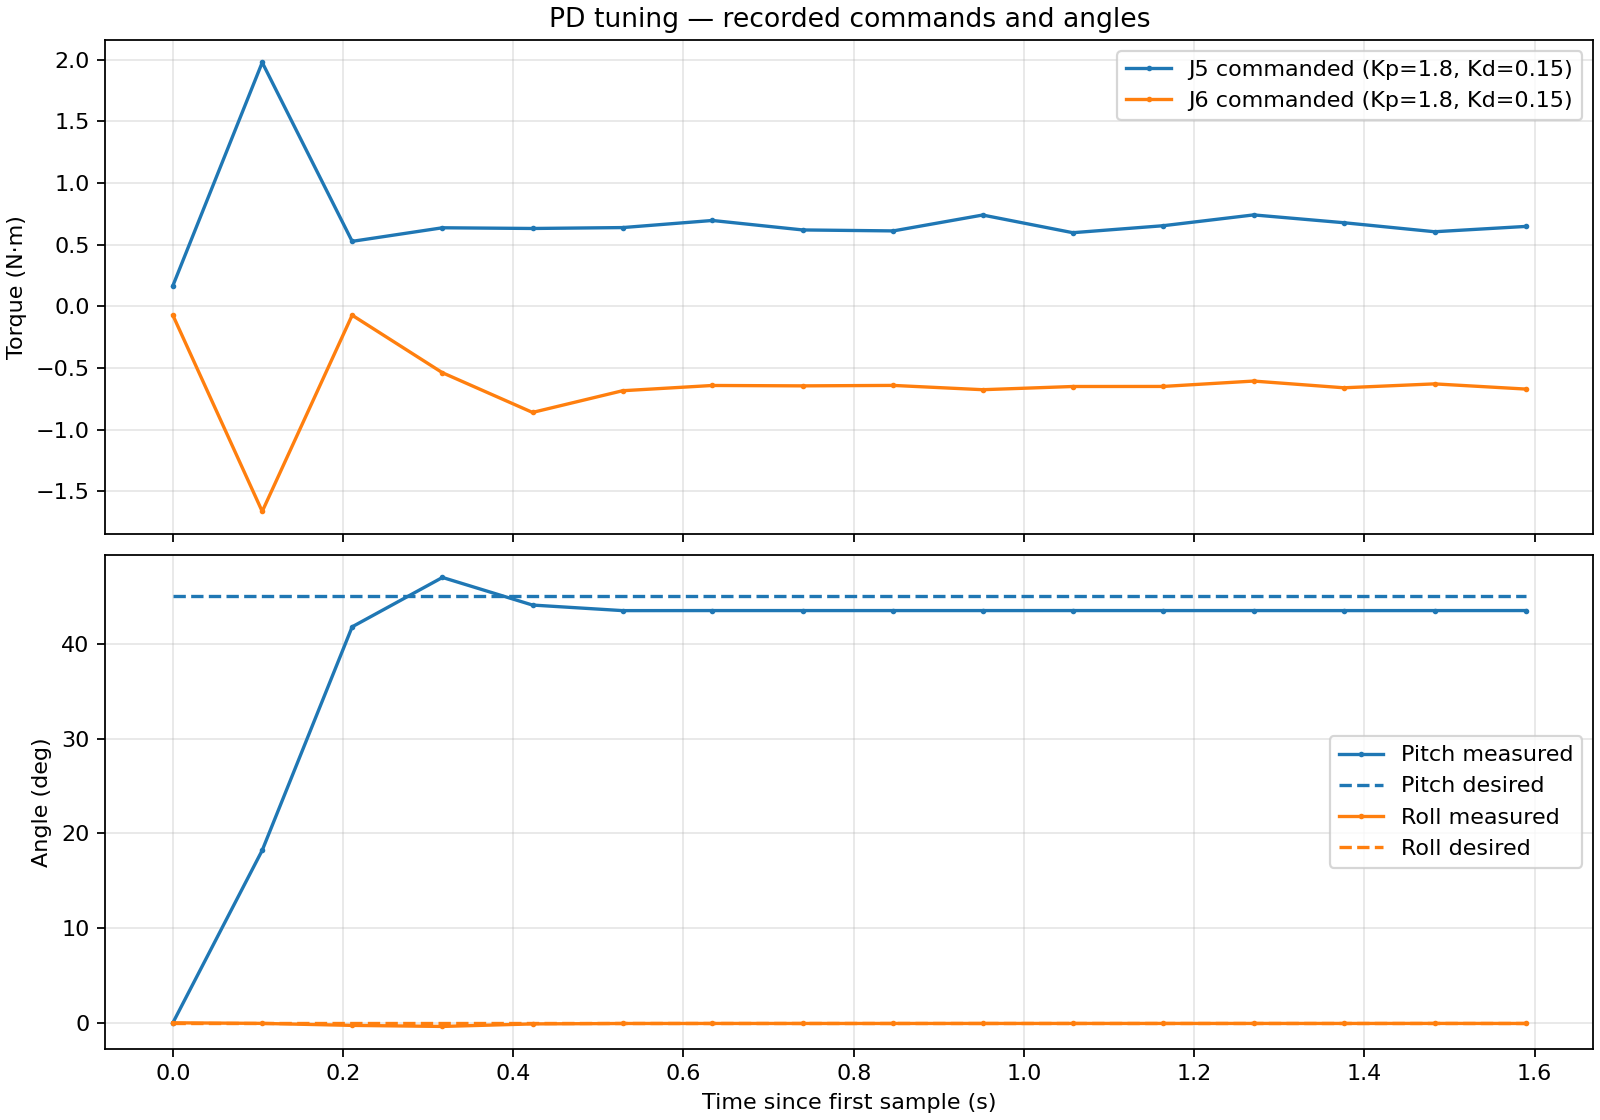 PD tuning — recorded commands and angles
2.0
1.5
1.0
0.5
0.0
−0.5
−1.0
−1.5
Torque (N·m)
J5 commanded (Kp=1.8, Kd=0.15)
J6 commanded (Kp=1.8, Kd=0.15)
40
30
20
10
0
Angle (deg)
Pitch measured
Pitch desired
Roll measured
Roll desired
0.0 0.2 0.4 0.6 0.8 1.0 1.2 1.4 1.6
Time since first sample (s)